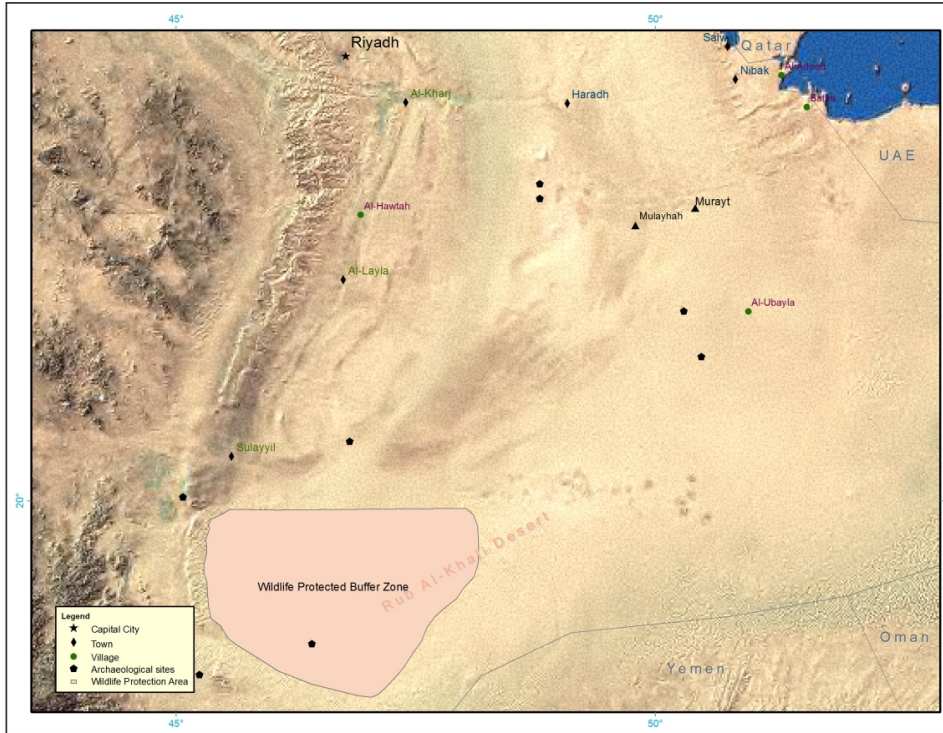 45°
50°
Riyadh
Salwah
Qatar
Al-Adeed
Nibak
Batha
Al-Kharj
Haradh
UAE
Al-Hawtah
Murayt
Mulayhah
Al-Layla
Al-Ubayla
Sulayyil
20°
Rub Al-Khali Desert
Wildlife Protected Buffer Zone
Legend
Capital City
Town
Village
Archaeological sites
Wildlife Protection Area
Oman
Yemen
45°
50°